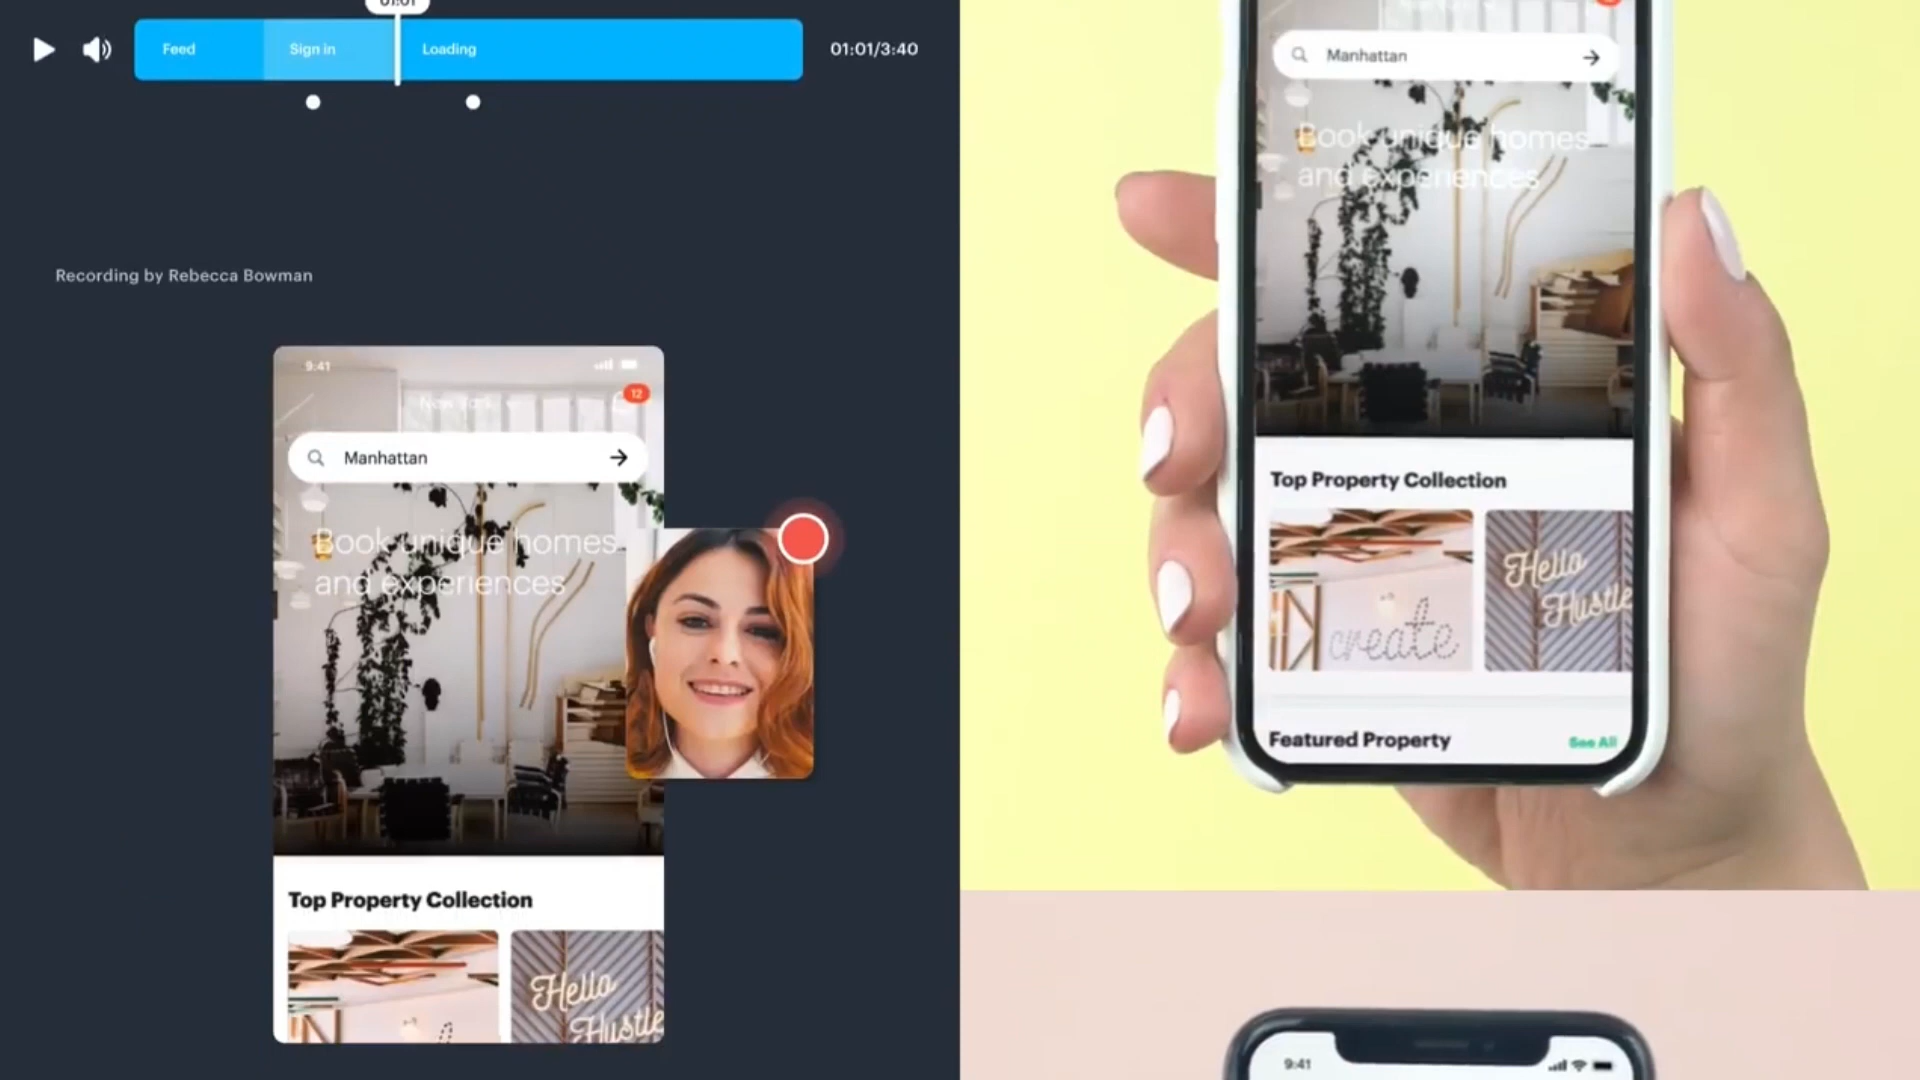 01:01
Feed
Sign in
Loading
01:01/3:40
Recording by Rebecca Bowman
9:41
New York
12
Manhattan
Book unique homes
and experiences
Top Property Collection
Hello
Hustle
Manhattan
Book unique homes
and experiences
Top Property Collection
create
Hello
Hustle
Featured Property
See All
9:41